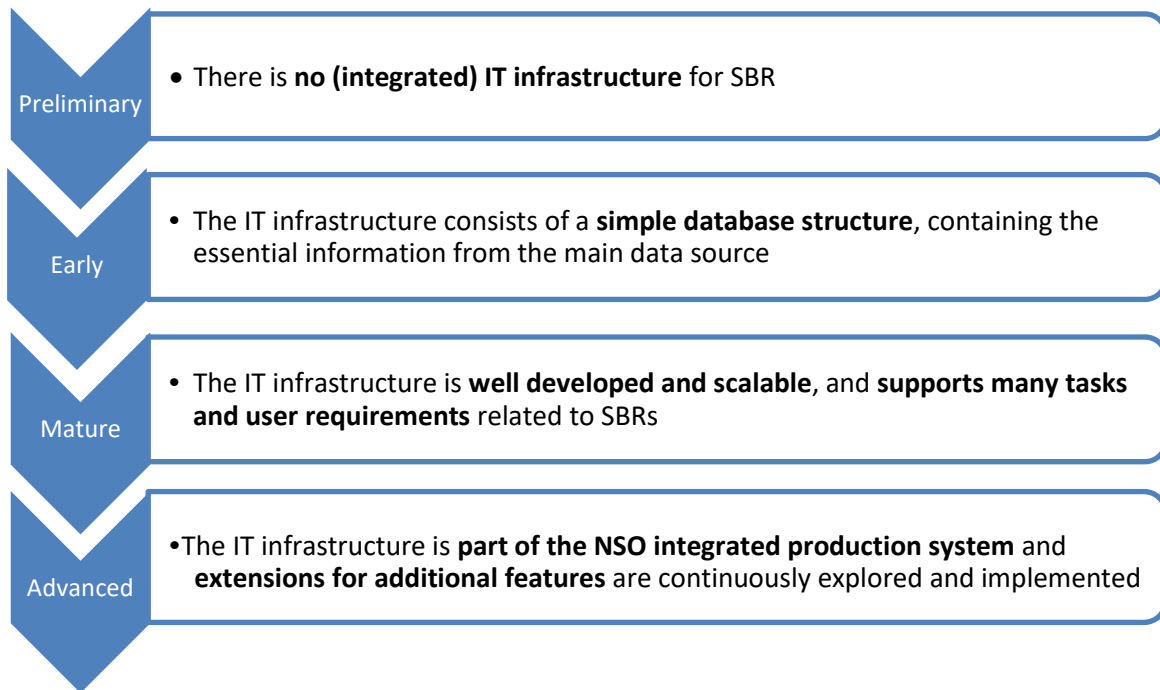 Preliminary
• There is no (integrated) IT infrastructure for SBR
Early
• The IT infrastructure consists of a simple database structure, containing the
essential information from the main data source
Mature
• The IT infrastructure is well developed and scalable, and supports many tasks
and user requirements related to SBRs
Advanced
•The IT infrastructure is part of the NSO integrated production system and
extensions for additional features are continuously explored and implemented